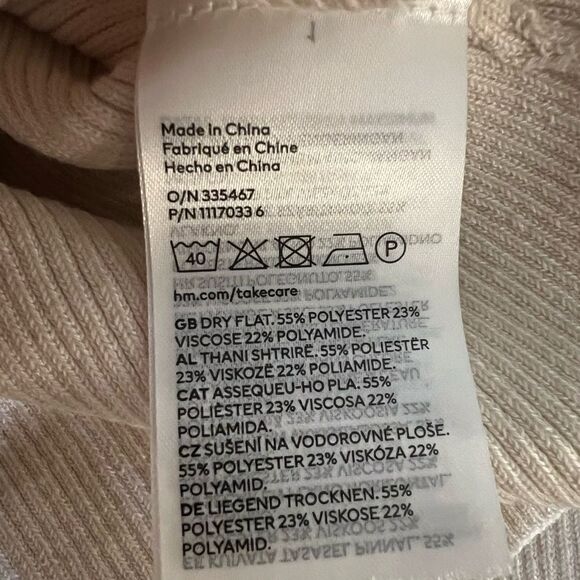 Made in China
Fabriqué en Chine
Hecho en China
O/N 335467
P/N 1117033 6
40 P
hm.com/takecare
GB DRY FLAT. 55% POLYESTER 23%
VISCOSE 22% POLYAMIDE.
AL THANI SHTRIRË. 55% POLIESTËR
23% VISKOZË 22% POLIAMIDE.
CAT ASSEQUEU-HO PLA. 55%
POLIÈSTER 23% VISCOSA 22%
POLIAMIDA.
CZ SUŠENÍ NA VODOROVNÉ PLOŠE.
55% POLYESTER 23% VISKÓZA 22%
POLYAMID.
DE LIEGEND TROCKNEN. 55%
POLYESTER 23% VISKOSE 22%
POLYAMID.